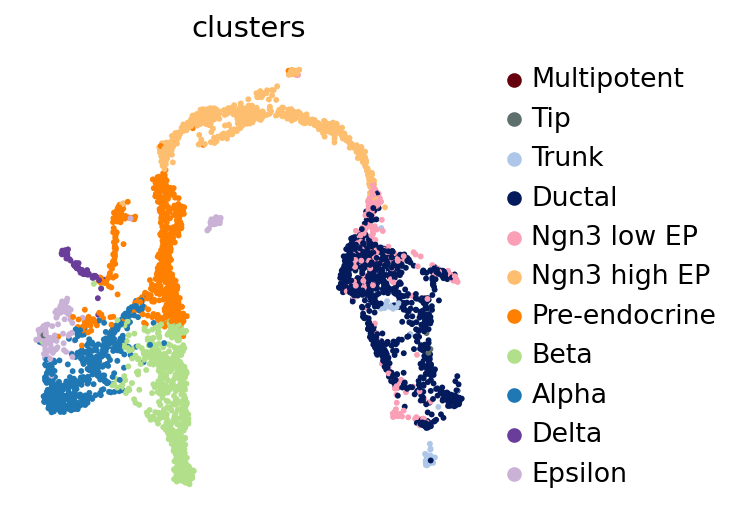 clusters
Multipotent
Tip
Trunk
Ductal
Ngn3 low EP
Ngn3 high EP
Pre-endocrine
Beta
Alpha
Delta
Epsilon